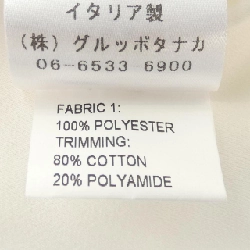 イタリア製
(株) グルッポタナカ
06-6533-6900
FABRIC 1:
100% POLYESTER
TRIMMING:
80% COTTON
20% POLYAMIDE